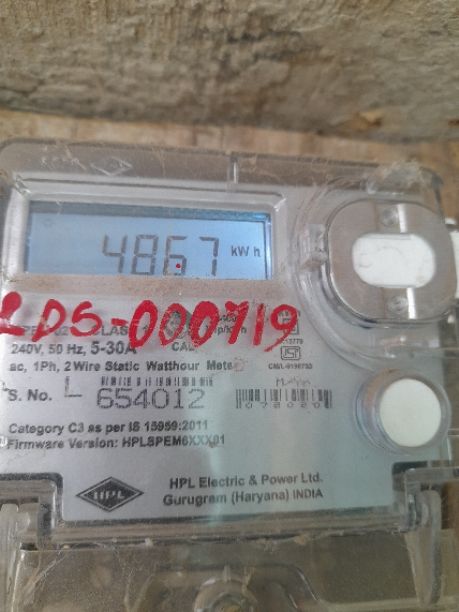 4867 kWh
LDS-000719
240V, 50 Hz, 5-30A CAL
ac, 1Ph, 2 Wire Static Watthour Meter
S. No. L 654012
Category C3 as per IS 15959:2011
Firmware Version: HPLSPEM6XXX01
HPL
HPL Electric & Power Ltd.
Gurugram (Haryana) INDIA